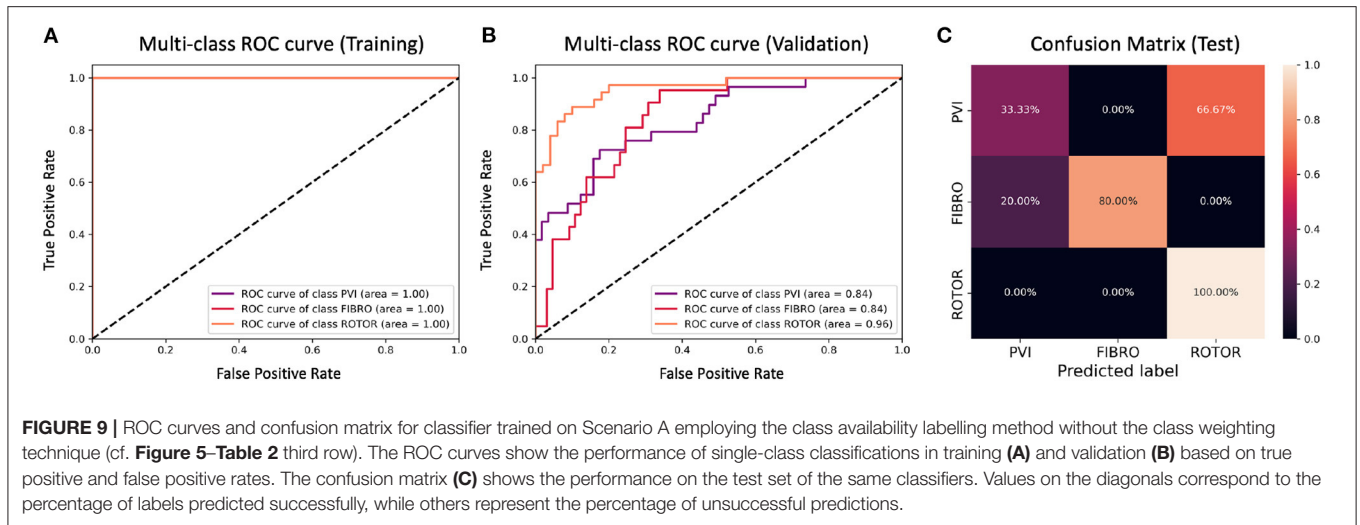 A
Multi-class ROC curve (Training)
True Positive Rate
1.0
0.8
0.6
0.4
0.2
0.0
0.0 0.2 0.4 0.6 0.8 1.0
False Positive Rate
ROC curve of class PVI (area = 1.00)
ROC curve of class FIBRO (area = 1.00)
ROC curve of class ROTOR (area = 1.00)
B
Multi-class ROC curve (Validation)
True Positive Rate
1.0
0.8
0.6
0.4
0.2
0.0
0.0 0.2 0.4 0.6 0.8 1.0
False Positive Rate
ROC curve of class PVI (area = 0.84)
ROC curve of class FIBRO (area = 0.84)
ROC curve of class ROTOR (area = 0.96)
C
Confusion Matrix (Test)
PVI
33.33% 0.00% 66.67%
FIBRO
20.00% 80.00% 0.00%
ROTOR
0.00% 0.00% 100.00%
PVI FIBRO ROTOR
Predicted label
1.0
0.8
0.6
0.4
0.2
0.0
FIGURE 9 | ROC curves and confusion matrix for classifier trained on Scenario A employing the class availability labelling method without the class weighting
technique (cf. Figure 5–Table 2 third row). The ROC curves show the performance of single-class classifications in training (A) and validation (B) based on true
positive and false positive rates. The confusion matrix (C) shows the performance on the test set of the same classifiers. Values on the diagonals correspond to the
percentage of labels predicted successfully, while others represent the percentage of unsuccessful predictions.